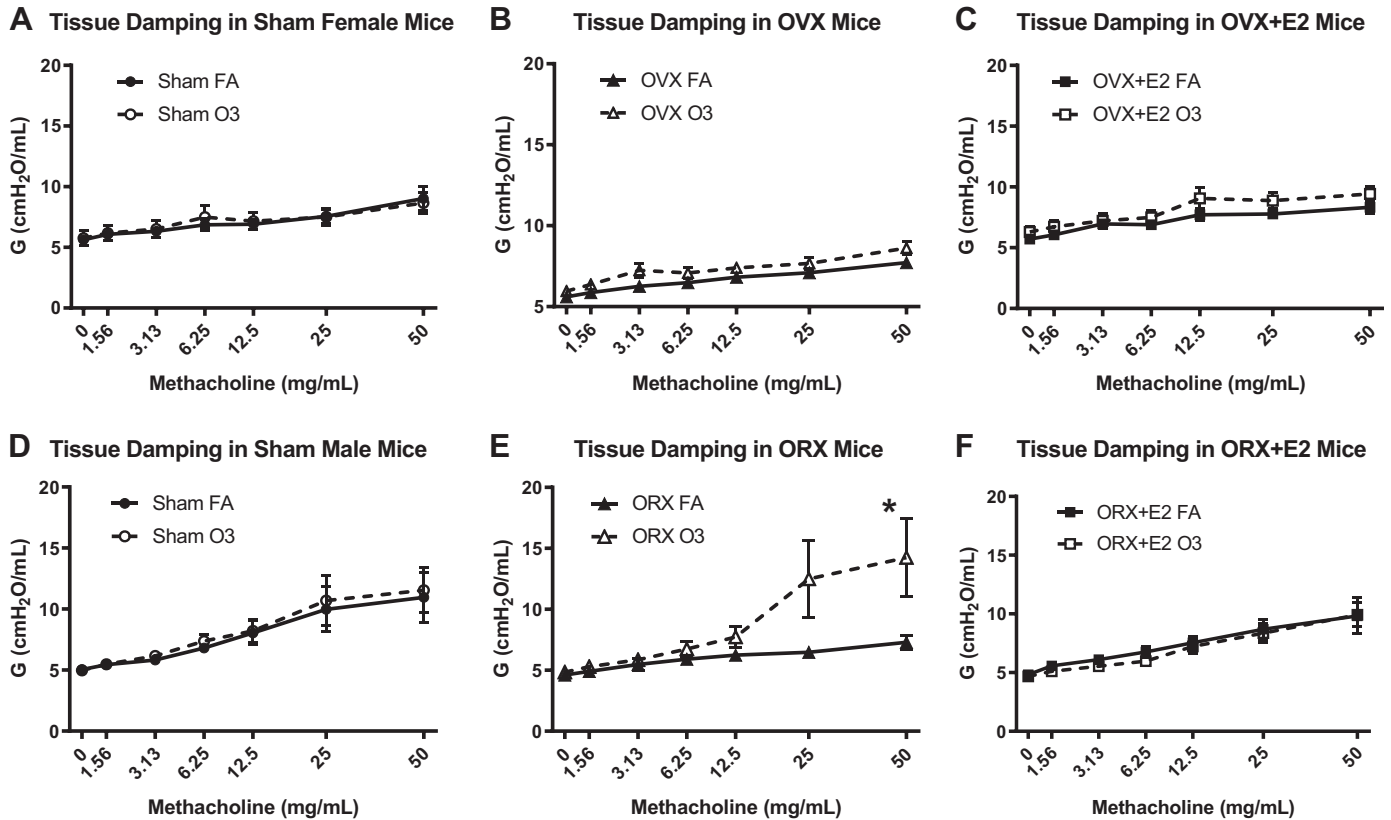 A Tissue Damping in Sham Female Mice
G (cmH₂O/mL)
20
15
10
5
0
Sham FA
Sham O3
0 1.56 3.13 6.25 12.5 25 50
Methacholine (mg/mL)
B Tissue Damping in OVX Mice
G (cmH₂O/mL)
20
15
10
5
OVX FA
OVX O3
0 1.56 3.13 6.25 12.5 25 50
Methacholine (mg/mL)
C Tissue Damping in OVX+E2 Mice
G (cmH₂O/mL)
20
15
10
5
0
OVX+E2 FA
OVX+E2 O3
0 1.56 3.13 6.25 12.5 25 50
Methacholine (mg/mL)
D Tissue Damping in Sham Male Mice
G (cmH₂O/mL)
20
15
10
5
0
Sham FA
Sham O3
0 1.56 3.13 6.25 12.5 25 50
Methacholine (mg/mL)
E Tissue Damping in ORX Mice
G (cmH₂O/mL)
20
15
10
5
0
ORX FA
ORX O3
*
0 1.56 3.13 6.25 12.5 25 50
Methacholine (mg/mL)
F Tissue Damping in ORX+E2 Mice
G (cmH₂O/mL)
20
15
10
5
0
ORX+E2 FA
ORX+E2 O3
0 1.56 3.13 6.25 12.5 25 50
Methacholine (mg/mL)